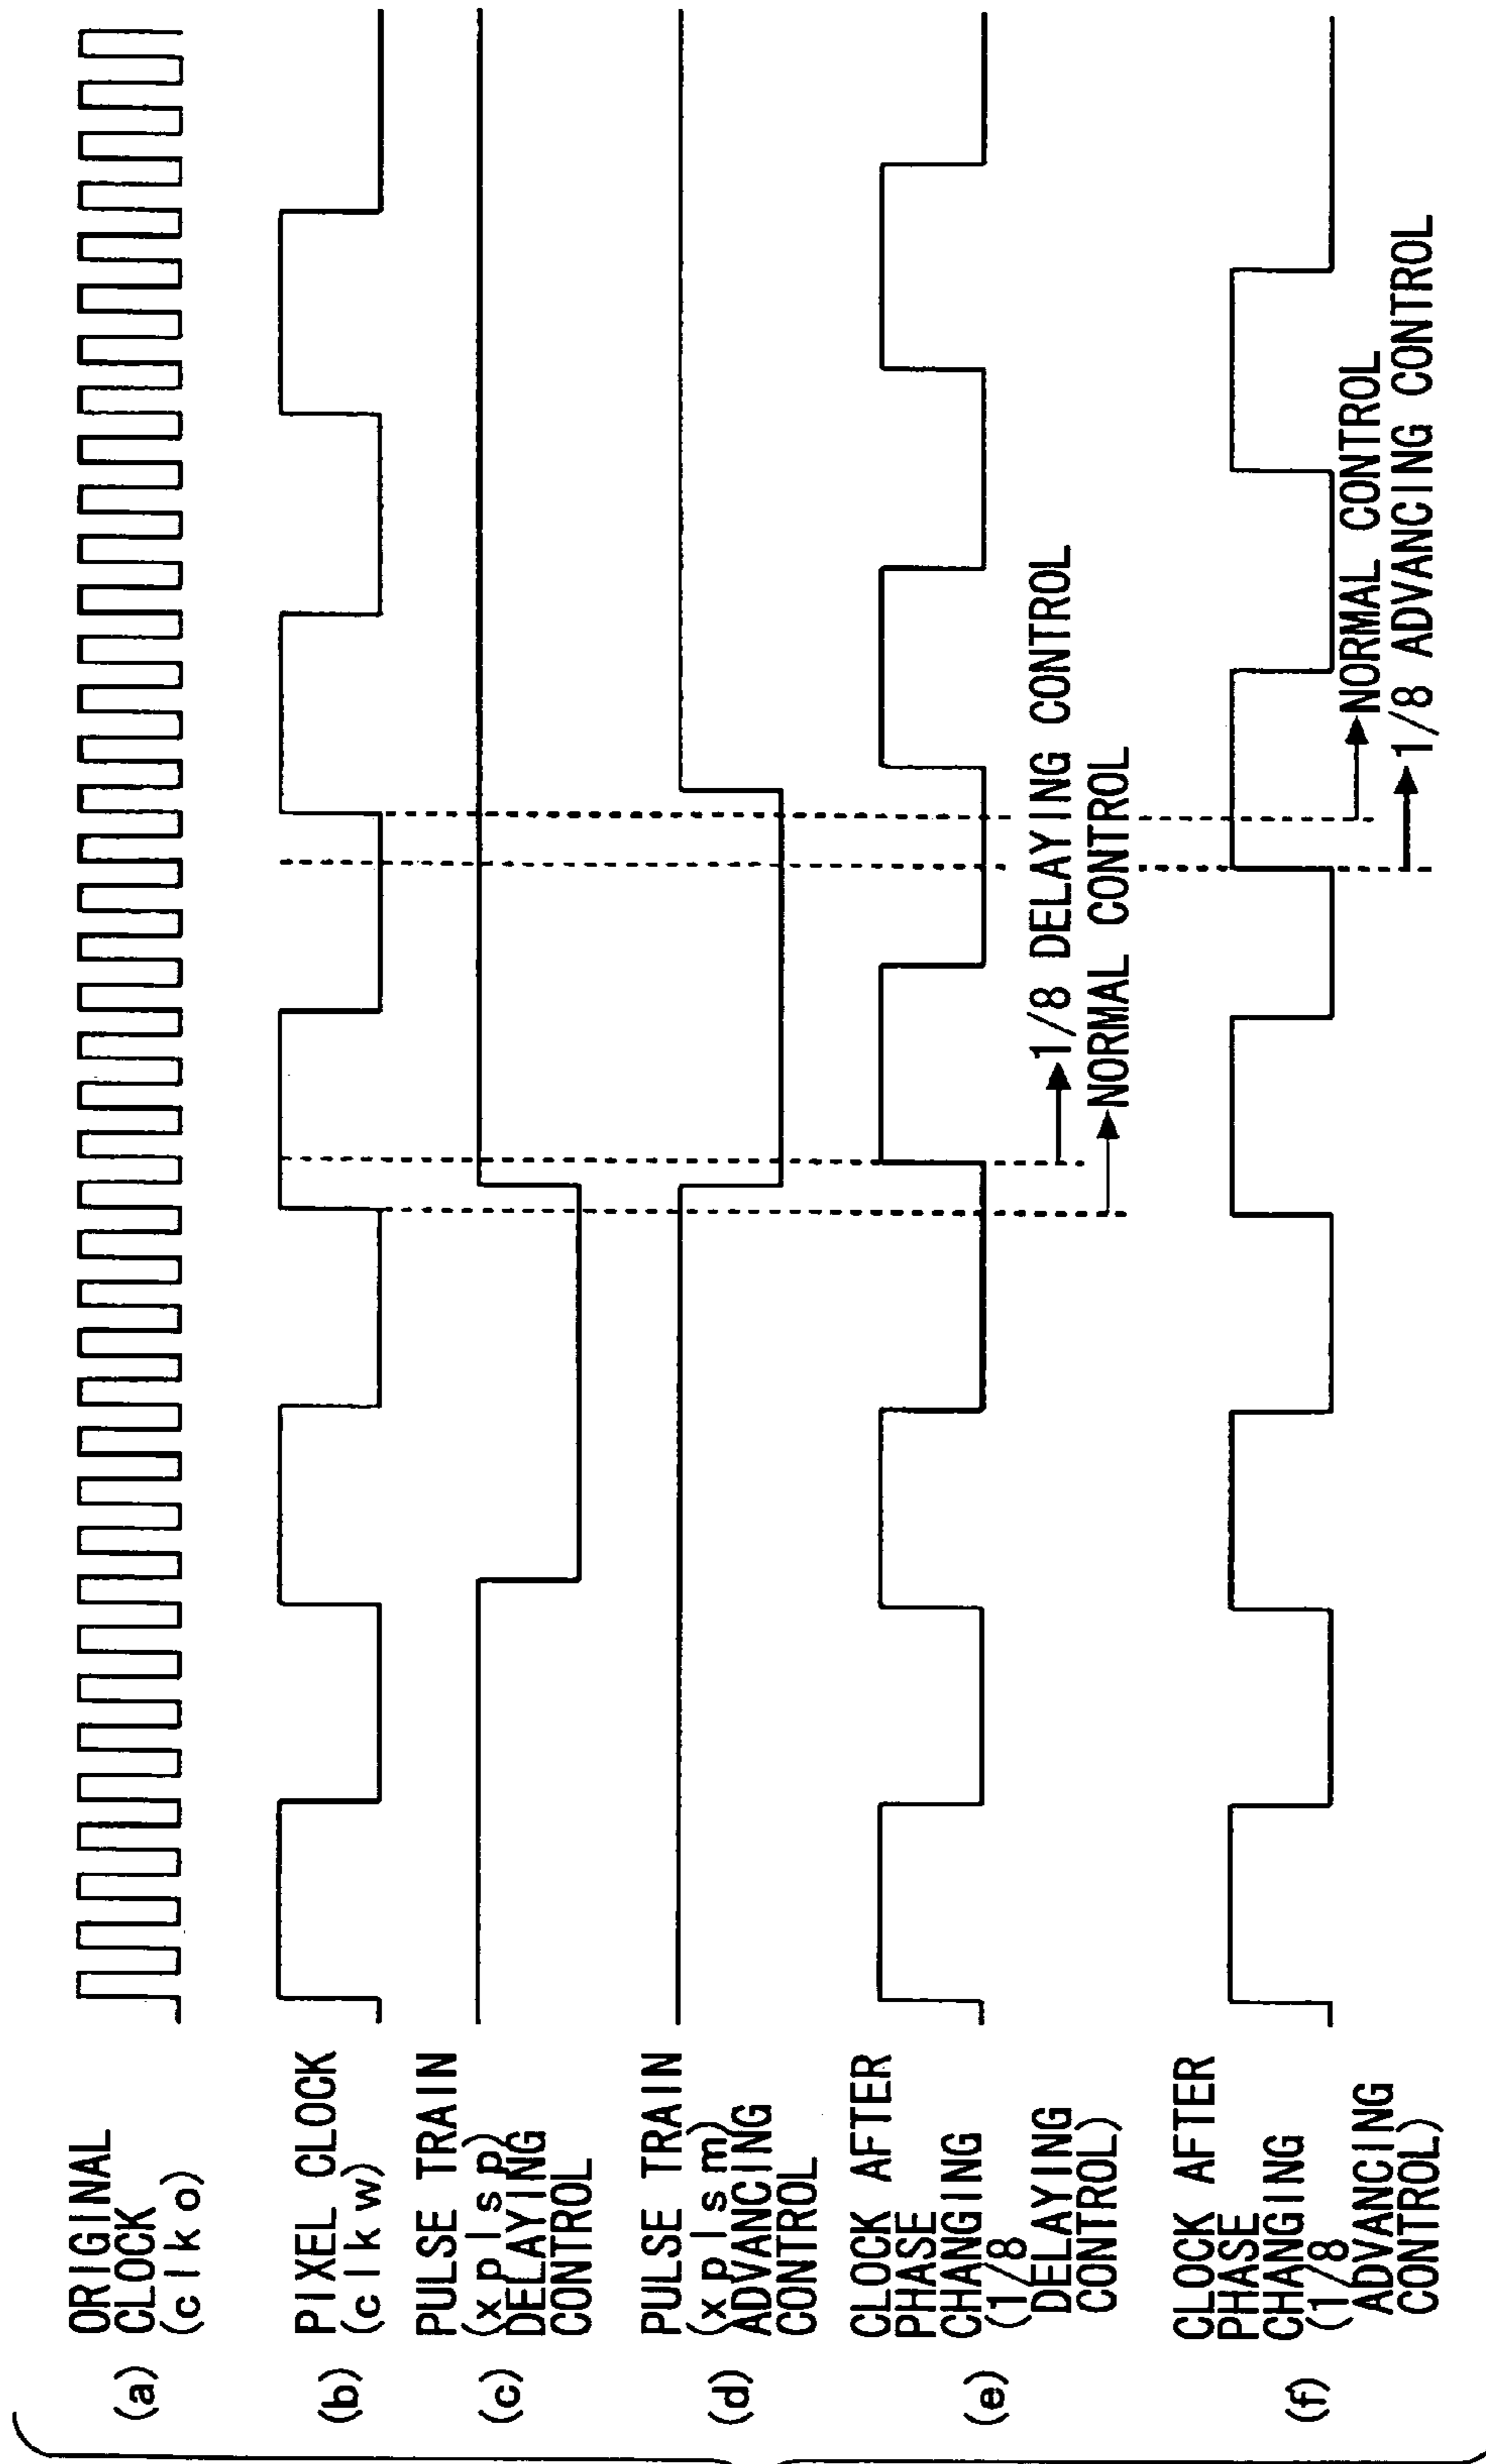 (a) ORIGINAL
CLOCK
(clko)
(b) PIXEL CLOCK
(clkw)
(c) PULSE TRAIN
(xplsp)
DELAYING
CONTROL
(d) PULSE TRAIN
(xplsm)
ADVANCING
CONTROL
(e) CLOCK AFTER
PHASE
CHANGING
(1/8
DELAYING
CONTROL)
1/8 DELAYING CONTROL
NORMAL CONTROL
(f) CLOCK AFTER
PHASE
CHANGING
(1/8
ADVANCING
CONTROL)
NORMAL CONTROL
1/8 ADVANCING CONTROL